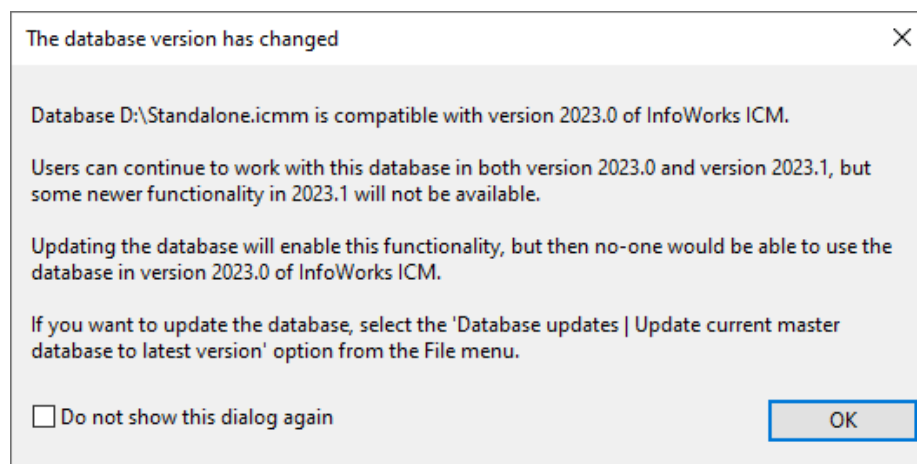 The database version has changed
Database D:\Standalone.icmm is compatible with version 2023.0 of InfoWorks ICM.
Users can continue to work with this database in both version 2023.0 and version 2023.1, but
some newer functionality in 2023.1 will not be available.
Updating the database will enable this functionality, but then no-one would be able to use the
database in version 2023.0 of InfoWorks ICM.
If you want to update the database, select the 'Database updates | Update current master
database to latest version' option from the File menu.
Do not show this dialog again
OK